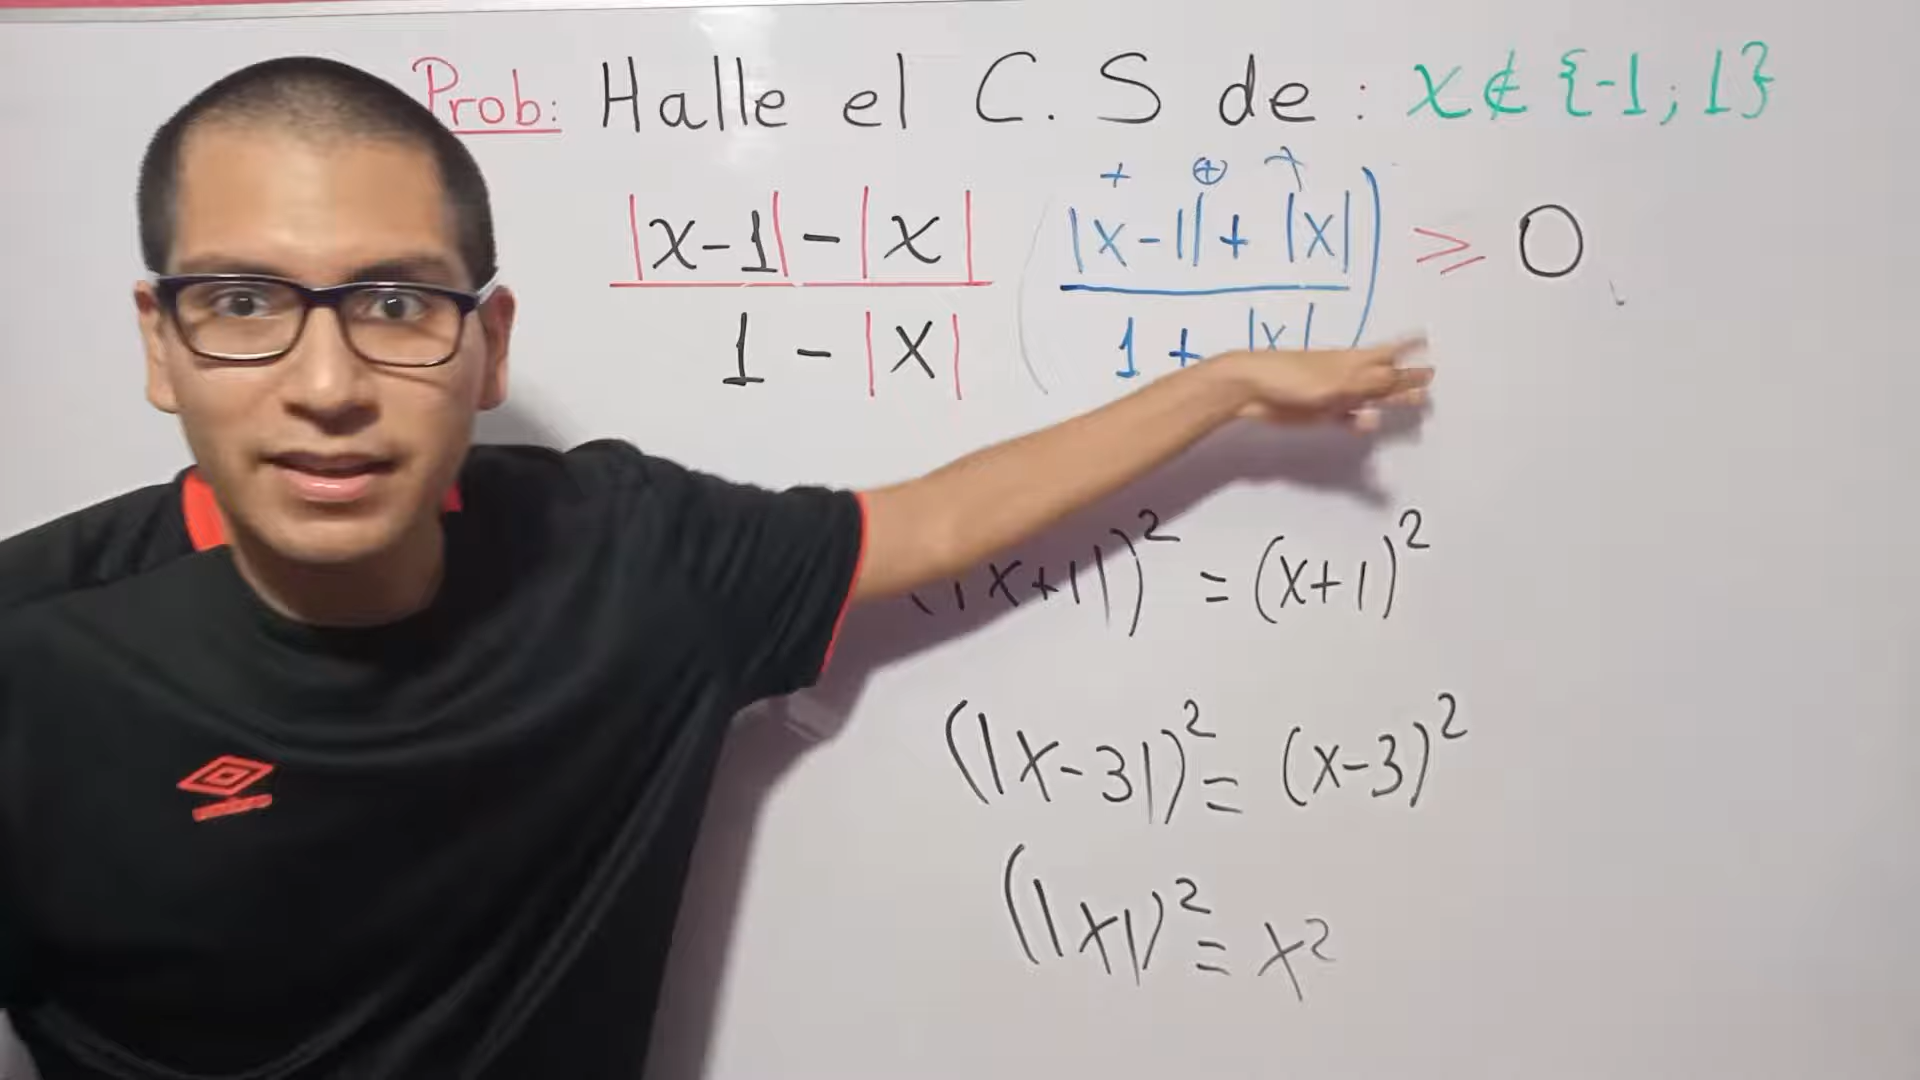 Prob: Halle el C.S de: x ∉ {-1; 1}
+ ⊕ +
|x-1| - |x| / 1 - |x| ( |x-1| + |x| / 1 + |x| ) ≥ 0
(|x+1|)² = (x+1)²
(|x-3|)² = (x-3)²
(|x|)² = x²